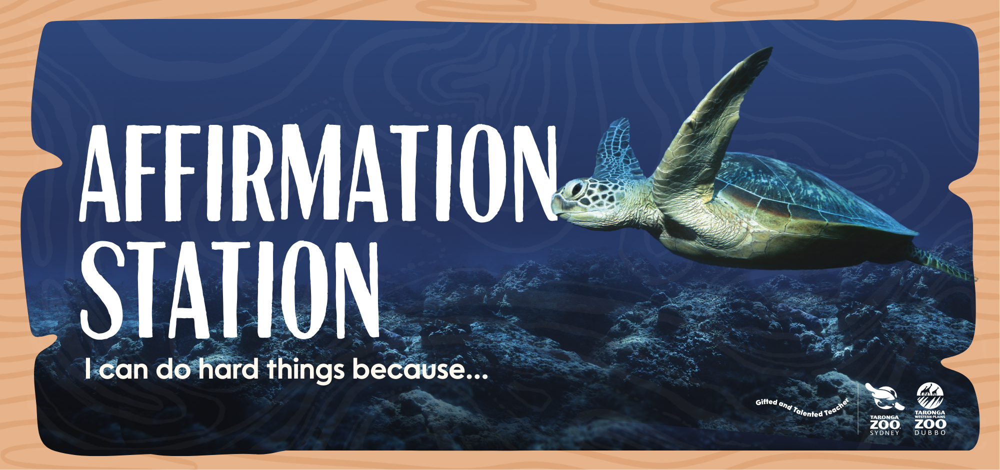 AFFIRMATION
STATION
I can do hard things because...
Gifted and Talented Teacher
TARONGA
ZOO
SYDNEY
TARONGA
WESTERN PLAINS
ZOO
DUBBO